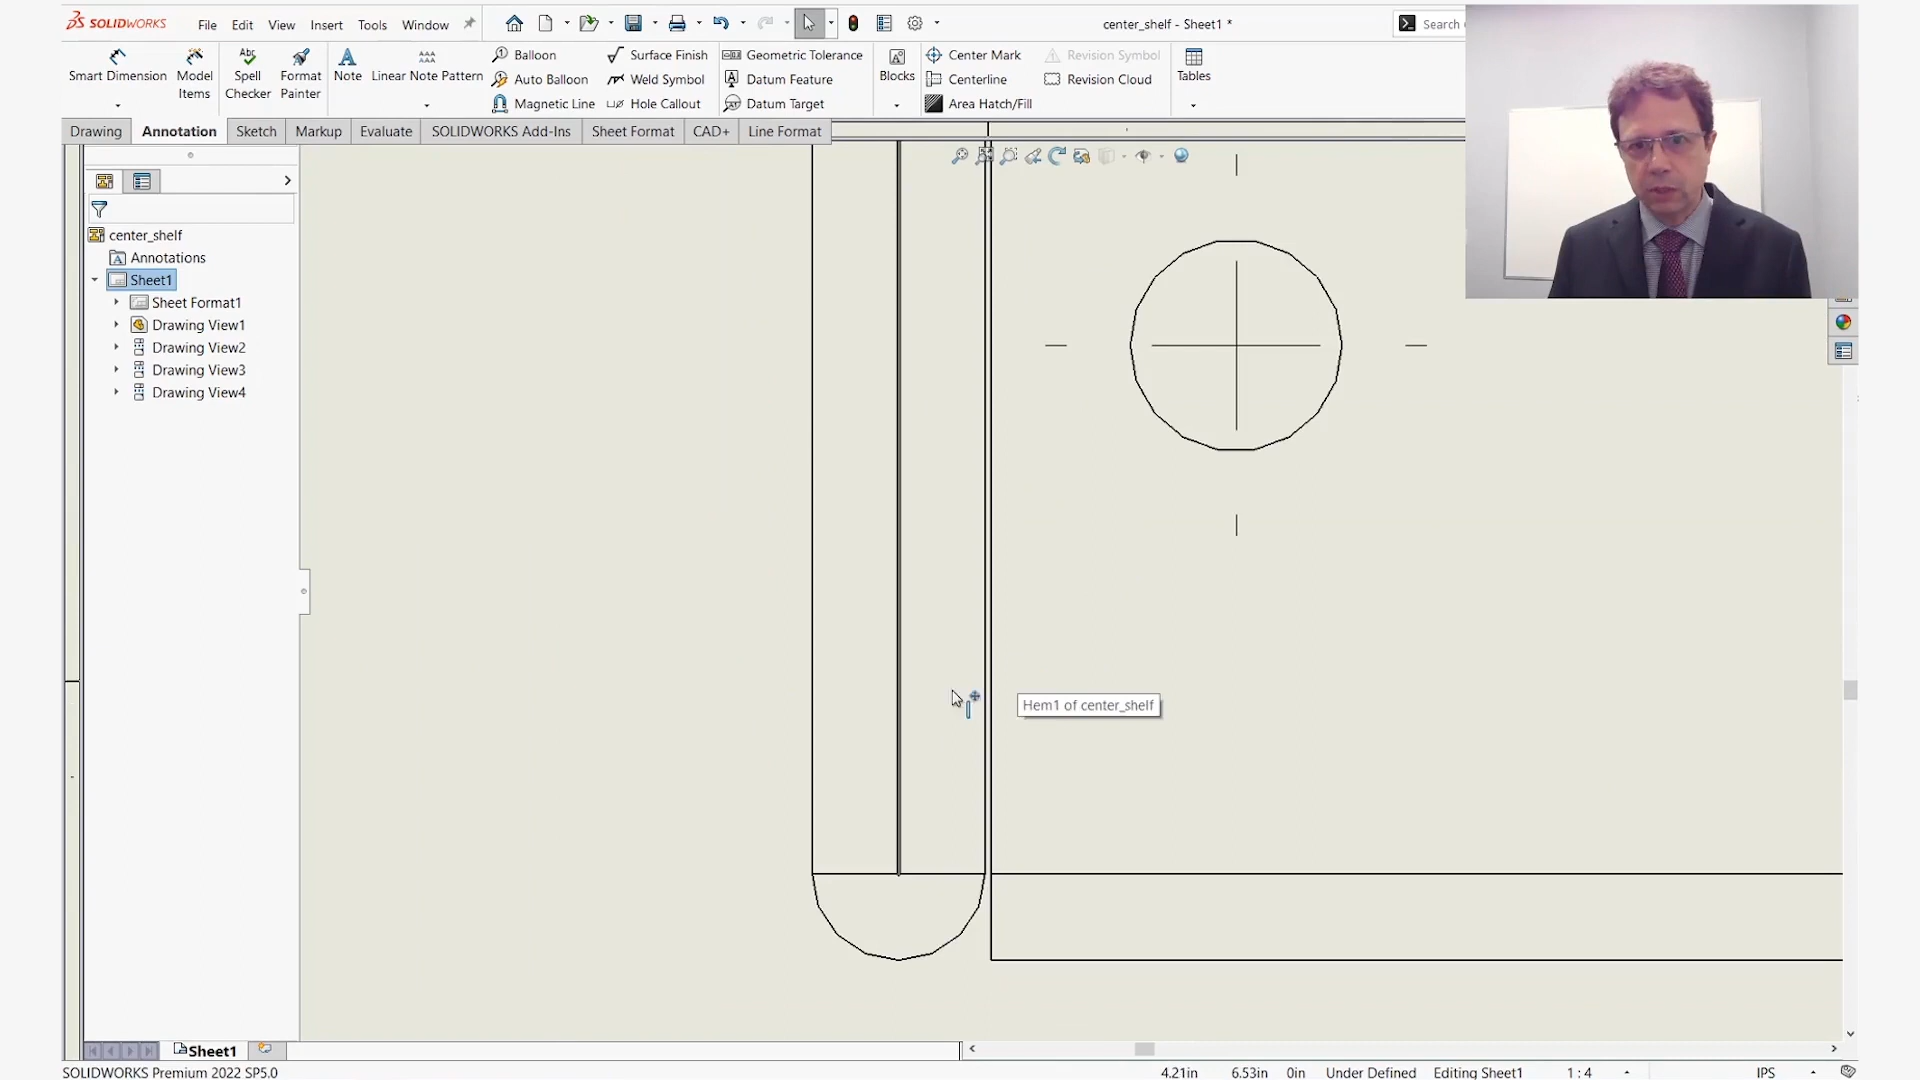 SOLIDWORKS File Edit View Insert Tools Window center_shelf - Sheet1 * Search
Smart Dimension
Model Items
Spell Checker
Format Painter
Note
Linear Note Pattern
Balloon
Auto Balloon
Magnetic Line
Surface Finish
Weld Symbol
Hole Callout
Geometric Tolerance
Datum Feature
Datum Target
Blocks
Center Mark
Centerline
Area Hatch/Fill
Revision Symbol
Revision Cloud
Tables
Drawing Annotation Sketch Markup Evaluate SOLIDWORKS Add-Ins Sheet Format CAD+ Line Format
center_shelf
Annotations
Sheet1
Sheet Format1
Drawing View1
Drawing View2
Drawing View3
Drawing View4
Hem1 of center_shelf
Sheet1
SOLIDWORKS Premium 2022 SP5.0 4.21in 6.53in 0in Under Defined Editing Sheet1 1 : 4 IPS